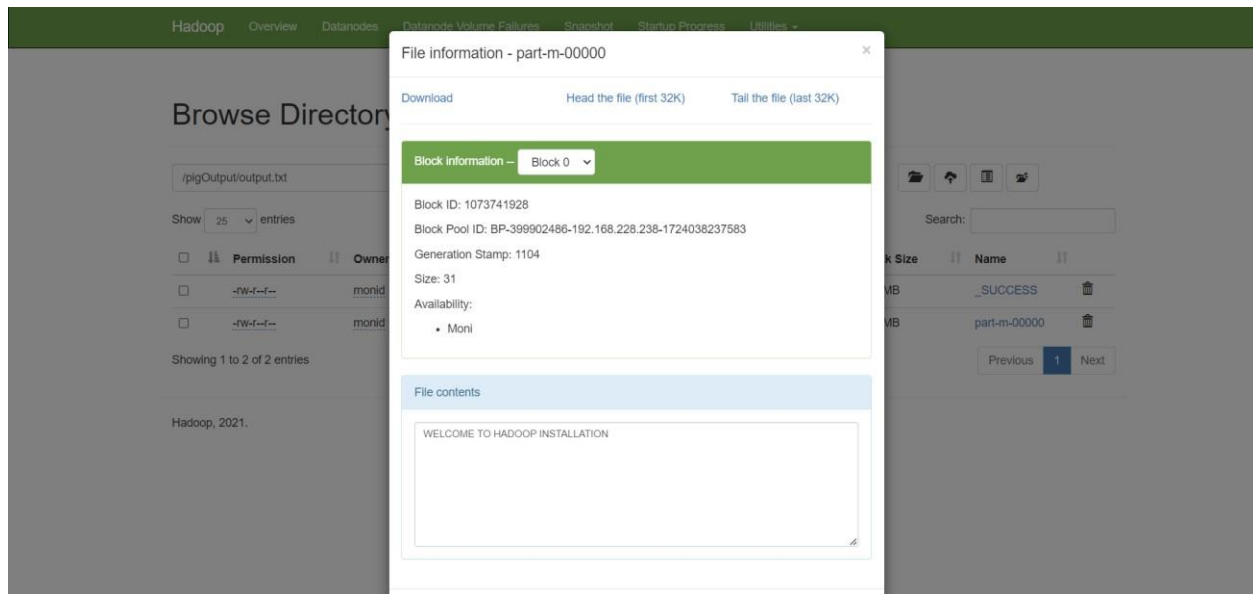 Hadoop Overview Datanodes Datanode Volume Failures Snapshot Startup Progress Utilities
File information - part-m-00000 ×
Download Head the file (first 32K) Tail the file (last 32K)
Browse Directory
Block information -- Block 0
/pigOutput/output.txt
Block ID: 1073741928
Show 25 entries Search:
Block Pool ID: BP-399902486-192.168.228.238-1724038237583
Permission Owner k Size Name
Generation Stamp: 1104
Size: 31
-rw-r--r-- monid MB _SUCCESS
Availability:
-rw-r--r-- monid MB part-m-00000
• Moni
Showing 1 to 2 of 2 entries Previous 1 Next
File contents
Hadoop, 2021.
WELCOME TO HADOOP INSTALLATION